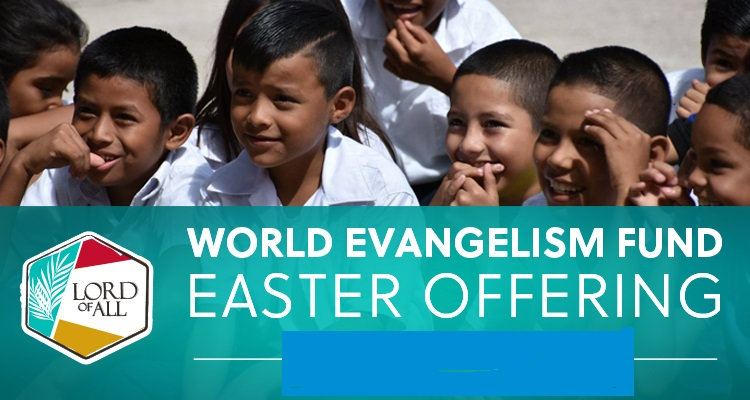 WORLD EVANGELISM FUND
EASTER OFFERING
LORD
OF ALL